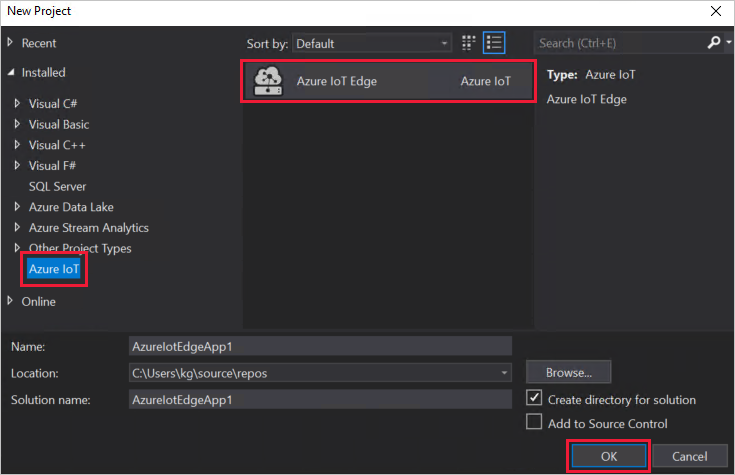 New Project
Recent
Sort by: Default
Search (Ctrl+E)
Installed
Visual C#
Visual Basic
Visual C++
Visual F#
SQL Server
Azure Data Lake
Azure Stream Analytics
Other Project Types
Azure IoT
Online
Azure IoT Edge Azure IoT
Type: Azure IoT
Azure IoT Edge
Name: AzureIotEdgeApp1
Location: C:\Users\kg\source\repos Browse...
Solution name: AzureIotEdgeApp1 Create directory for solution
Add to Source Control
OK Cancel